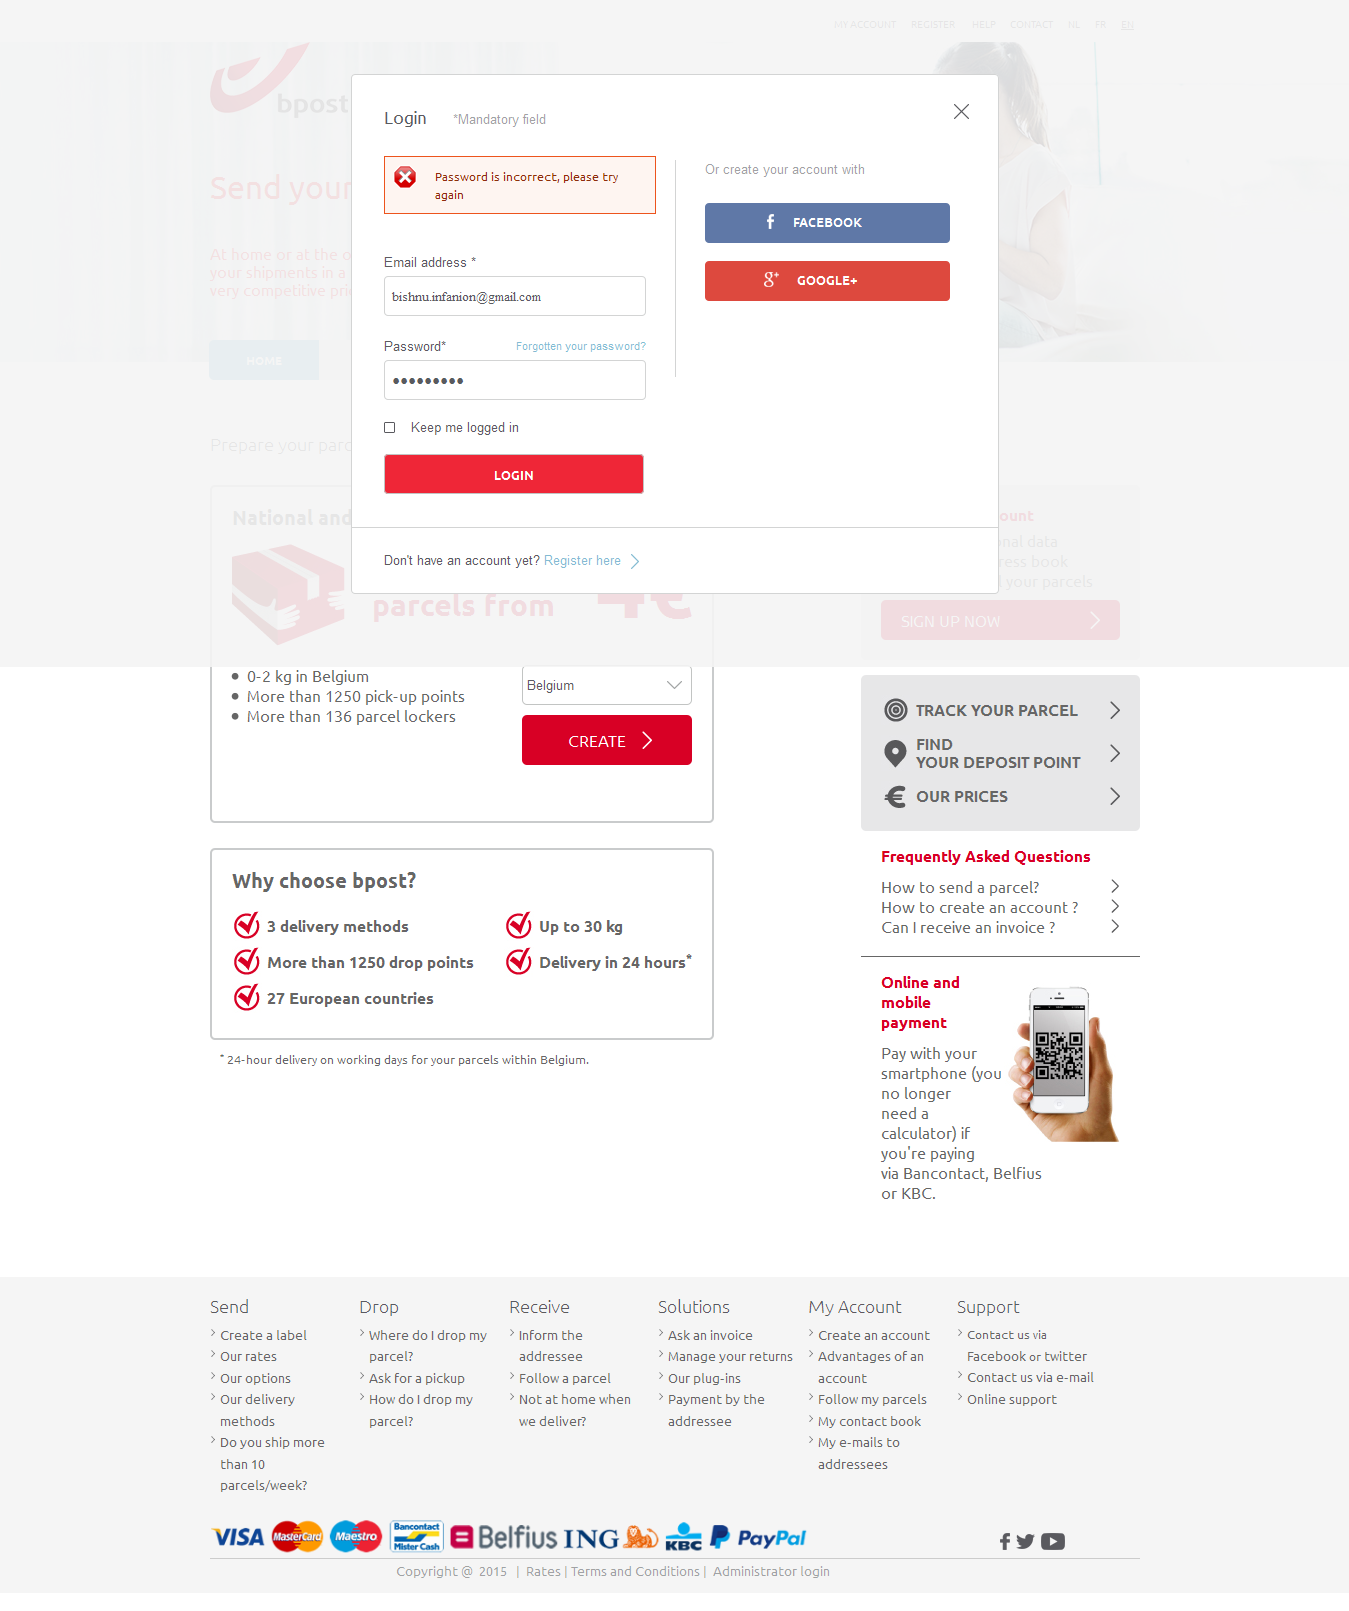 MY ACCOUNT REGISTER HELP CONTACT NL FR EN
bpost
Send your
At home or at the
your shipments in a
very competitive
HOME
Prepare your
Login
*Mandatory field
Password is incorrect, please try
again
Email address *
bishnu.infanion@gmail.com
Password*
Forgotten your password?
Keep me logged in
LOGIN
Or create your account with
FACEBOOK
GOOGLE+
Don't have an account yet? Register here
National and
parcels from
4€
data
book
your parcels
SIGN UP NOW
0-2 kg in Belgium
More than 1250 pick-up points
More than 136 parcel lockers
Belgium
CREATE
TRACK YOUR PARCEL
FIND
YOUR DEPOSIT POINT
OUR PRICES
Why choose bpost?
3 delivery methods
More than 1250 drop points
27 European countries
Up to 30 kg
Delivery in 24 hours*
* 24-hour delivery on working days for your parcels within Belgium.
Frequently Asked Questions
How to send a parcel?
How to create an account ?
Can I receive an invoice ?
Online and
mobile
payment
Pay with your
smartphone (you
no longer
need a
calculator) if
you're paying
via Bancontact, Belfius
or KBC.
Send
Create a label
Our rates
Our options
Our delivery
methods
Do you ship more
than 10
parcels/week?
Drop
Where do I drop my
parcel?
Ask for a pickup
How do I drop my
parcel?
Receive
Inform the
addressee
Follow a parcel
Not at home when
we deliver?
Solutions
Ask an invoice
Manage your returns
Our plug-ins
Payment by the
addressee
My Account
Create an account
Advantages of an
account
Follow my parcels
My contact book
My e-mails to
addressees
Support
Contact us via
Facebook or twitter
Contact us via e-mail
Online support
VISA MasterCard Maestro Bancontact Mister Cash Belfius ING KBC PayPal
Copyright @ 2015 | Rates | Terms and Conditions | Administrator login